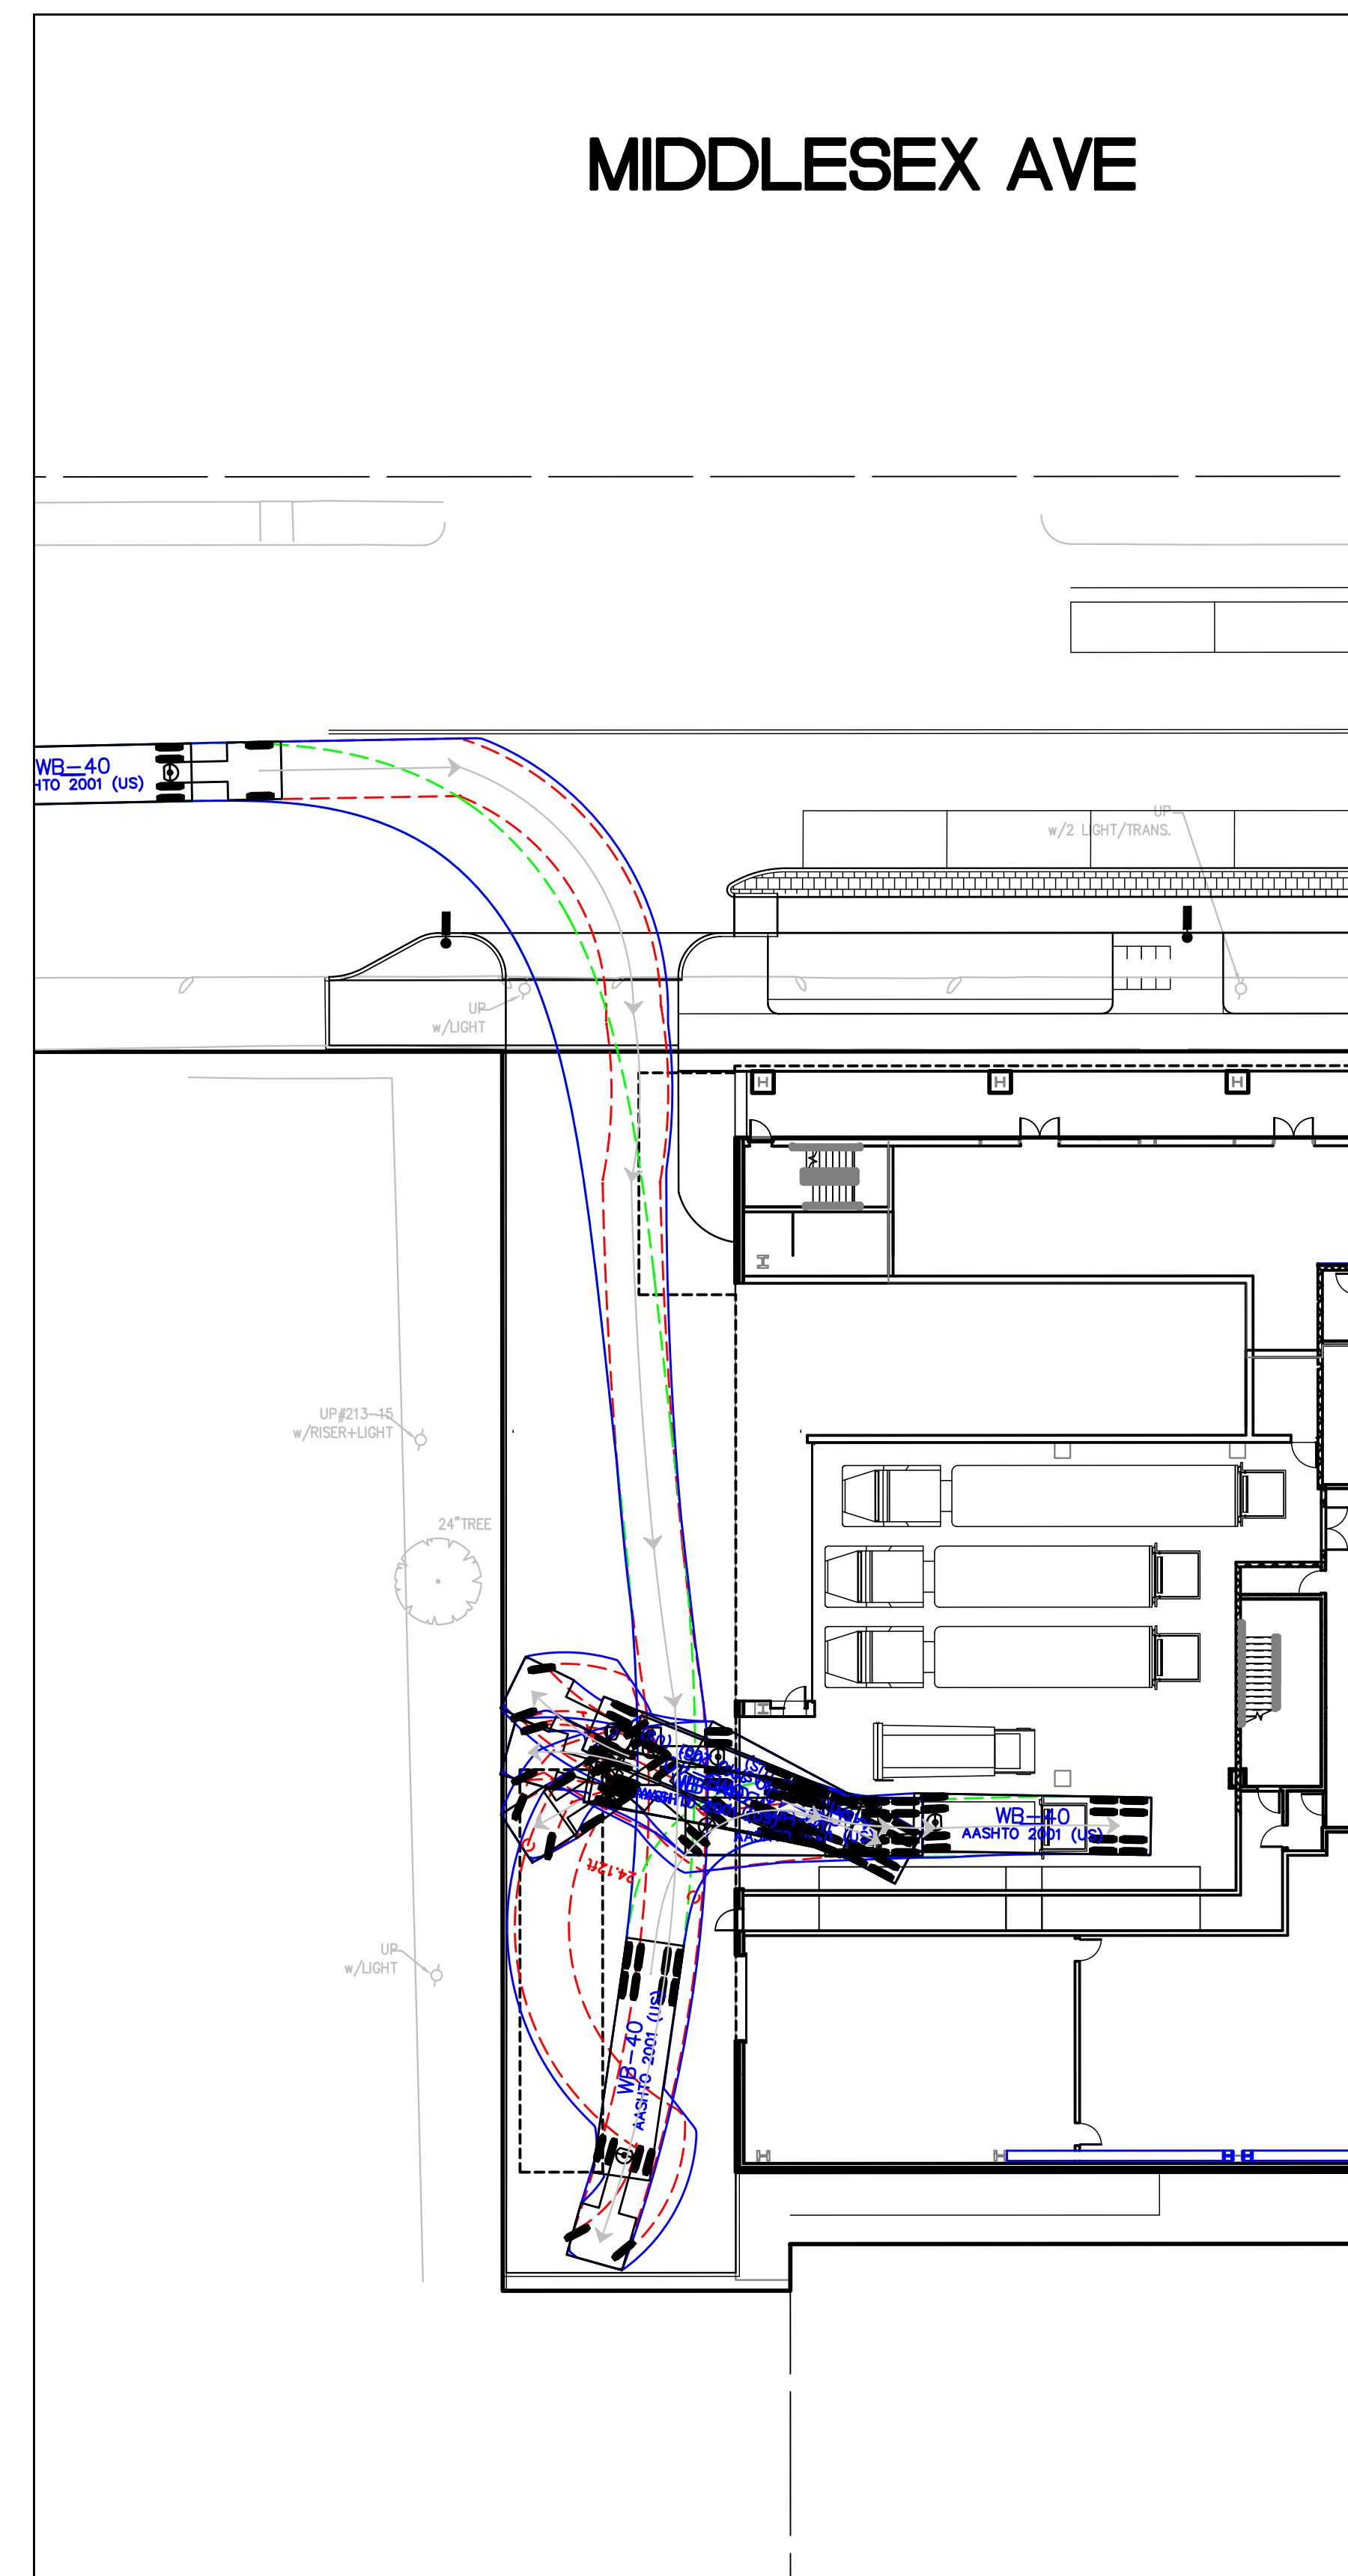 MIDDLESEX AVE
WB-40
HTO 2001 (US)
UP
w/2 LIGHT/TRANS.
UP
w/LIGHT
UP#213-15
w/RISER+LIGHT
24"TREE
WB-40
AASHTO 2001 (US)
24.12ft
UP
w/LIGHT
WB-40
AASHTO 2001 (US)